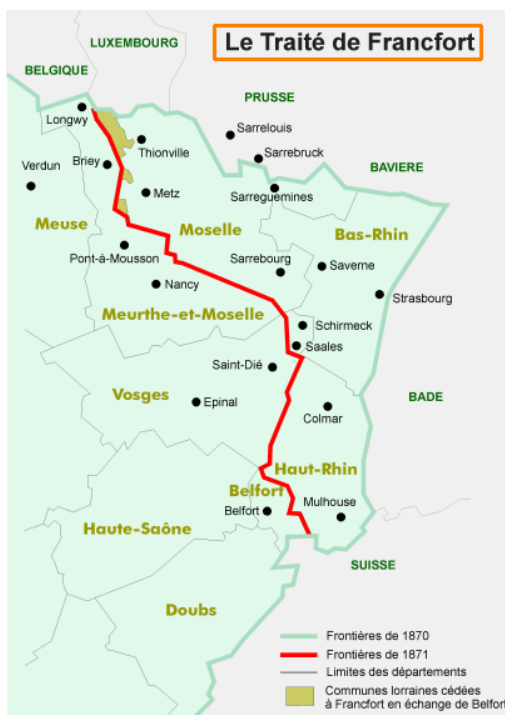 Le Traité de Francfort
LUXEMBOURG
BELGIQUE
PRUSSE
Longwy
Sarrelouis
Thionville
Sarrebruck
Briey
Verdun
BAVIERE
Metz
Sarreguemines
Meuse
Moselle
Bas-Rhin
Pont-à-Mousson
Sarrebourg
Saverne
Nancy
Strasbourg
Meurthe-et-Moselle
Schirmeck
Saales
Saint-Dié
Vosges
BADE
Epinal
Colmar
Haut-Rhin
Belfort
Mulhouse
Belfort
Haute-Saône
SUISSE
Doubs
Frontières de 1870
Frontières de 1871
Limites des départements
Communes lorraines cédées
à Francfort en échange de Belfort